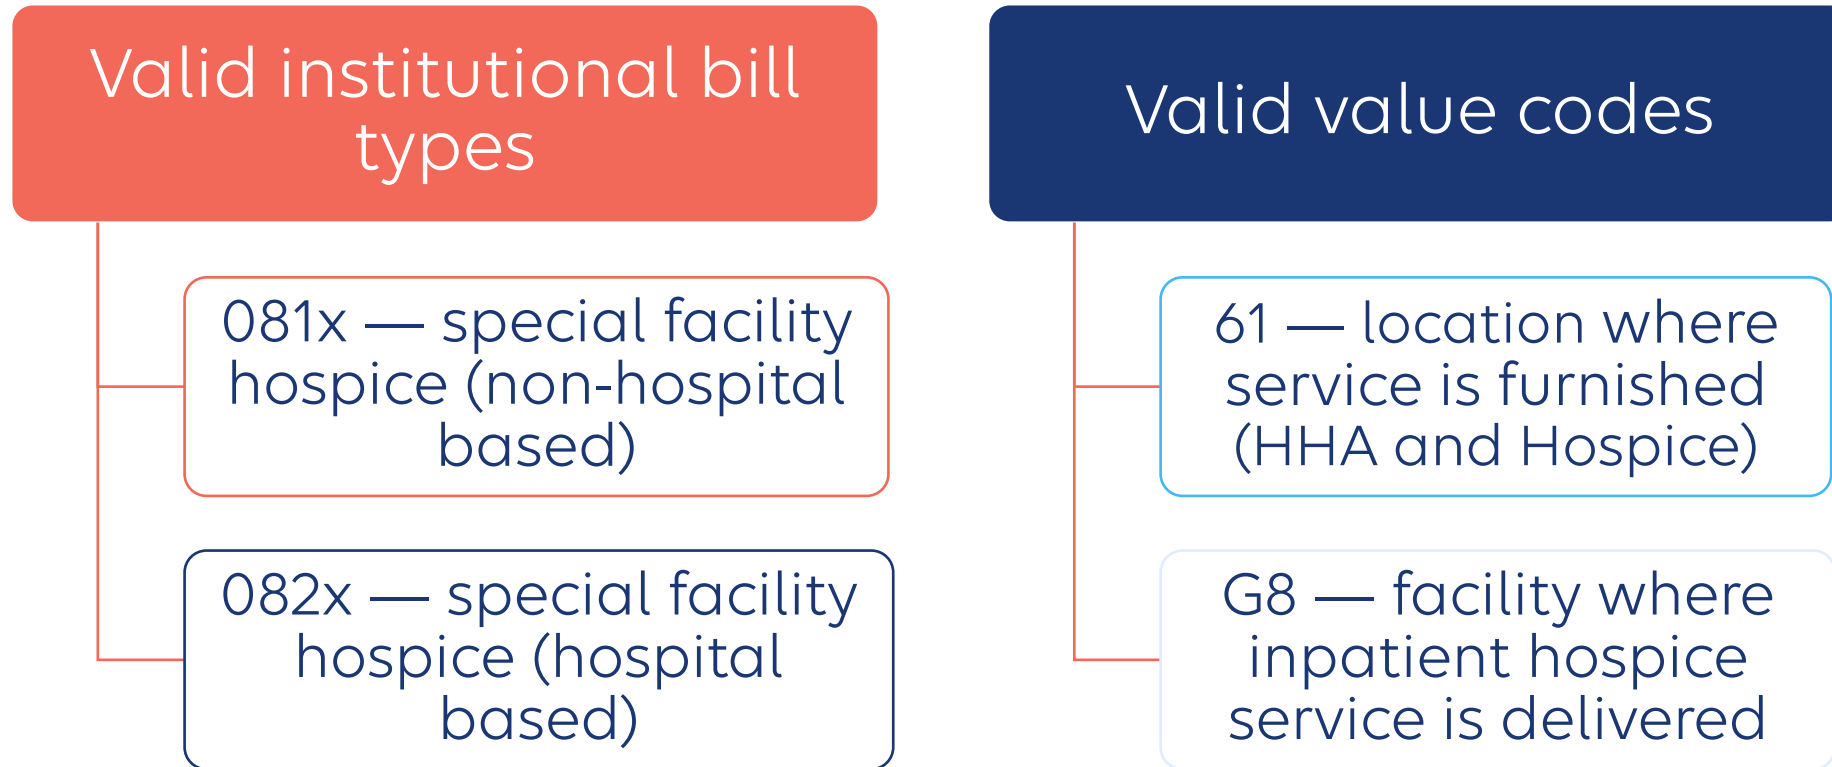 Valid institutional bill
types
081x — special facility
hospice (non-hospital
based)
082x — special facility
hospice (hospital
based)
Valid value codes
61 — location where
service is furnished
(HHA and Hospice)
G8 — facility where
inpatient hospice
service is delivered